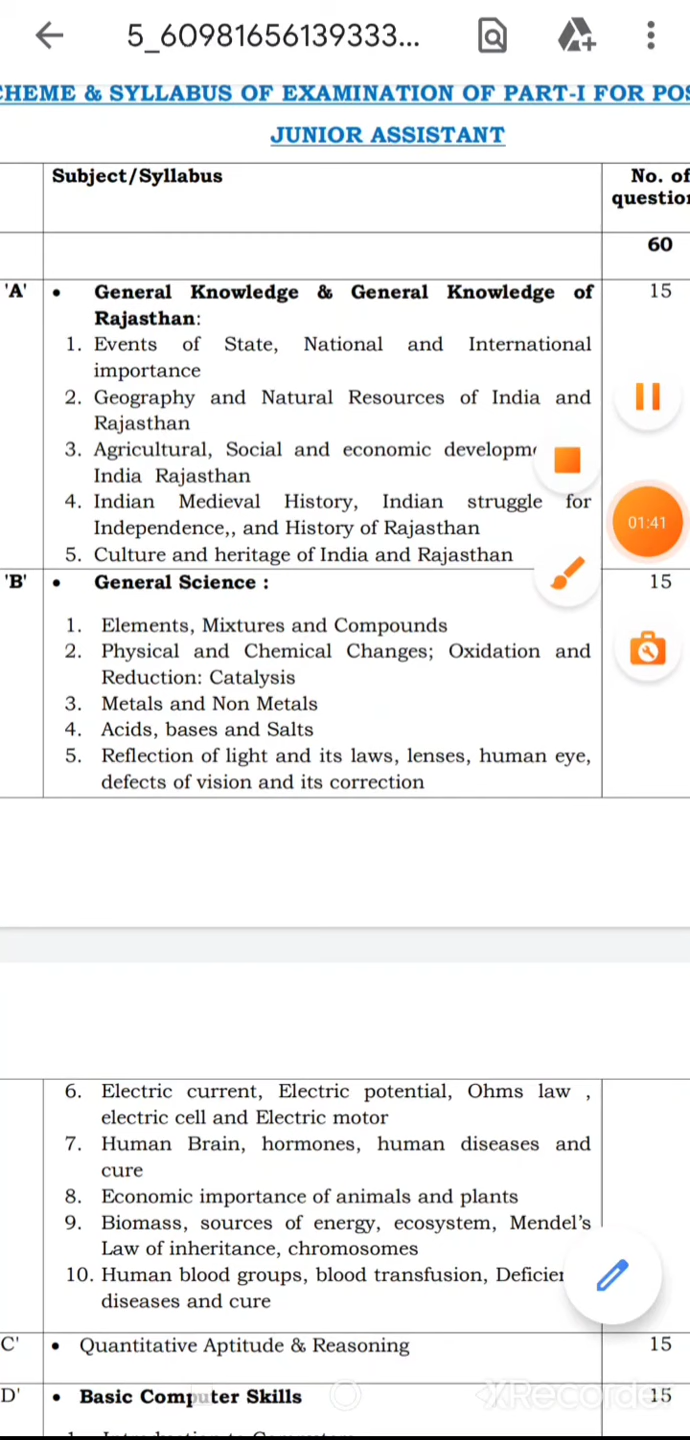 5_60981656139333...
CHEME & SYLLABUS OF EXAMINATION OF PART-I FOR POS
JUNIOR ASSISTANT
Subject/Syllabus
No. of
question
60
'A' • General Knowledge & General Knowledge of 15
Rajasthan:
1. Events of State, National and International
importance
2. Geography and Natural Resources of India and
Rajasthan
3. Agricultural, Social and economic developme
India Rajasthan
4. Indian Medieval History, Indian struggle for
Independence,, and History of Rajasthan
01:41
5. Culture and heritage of India and Rajasthan
'B' • General Science : 15
1. Elements, Mixtures and Compounds
2. Physical and Chemical Changes; Oxidation and
Reduction: Catalysis
3. Metals and Non Metals
4. Acids, bases and Salts
5. Reflection of light and its laws, lenses, human eye,
defects of vision and its correction
6. Electric current, Electric potential, Ohms law ,
electric cell and Electric motor
7. Human Brain, hormones, human diseases and
cure
8. Economic importance of animals and plants
9. Biomass, sources of energy, ecosystem, Mendel's
Law of inheritance, chromosomes
10. Human blood groups, blood transfusion, Deficien
diseases and cure
C' • Quantitative Aptitude & Reasoning 15
D' • Basic Computer Skills 15
XRecorder